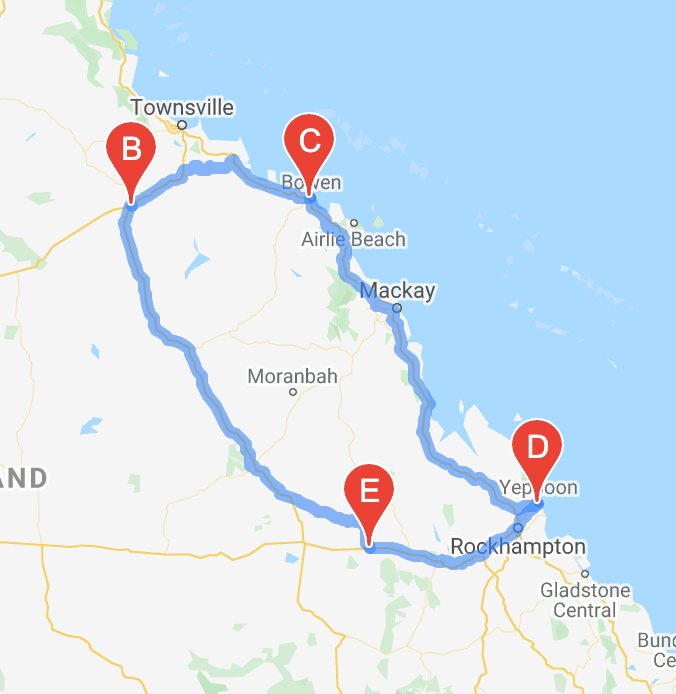 Townsville
B
C
Bowen
Airlie Beach
Mackay
Moranbah
AND
D
E
Yeppoon
Rockhampton
Gladstone
Central
Bund
Ce